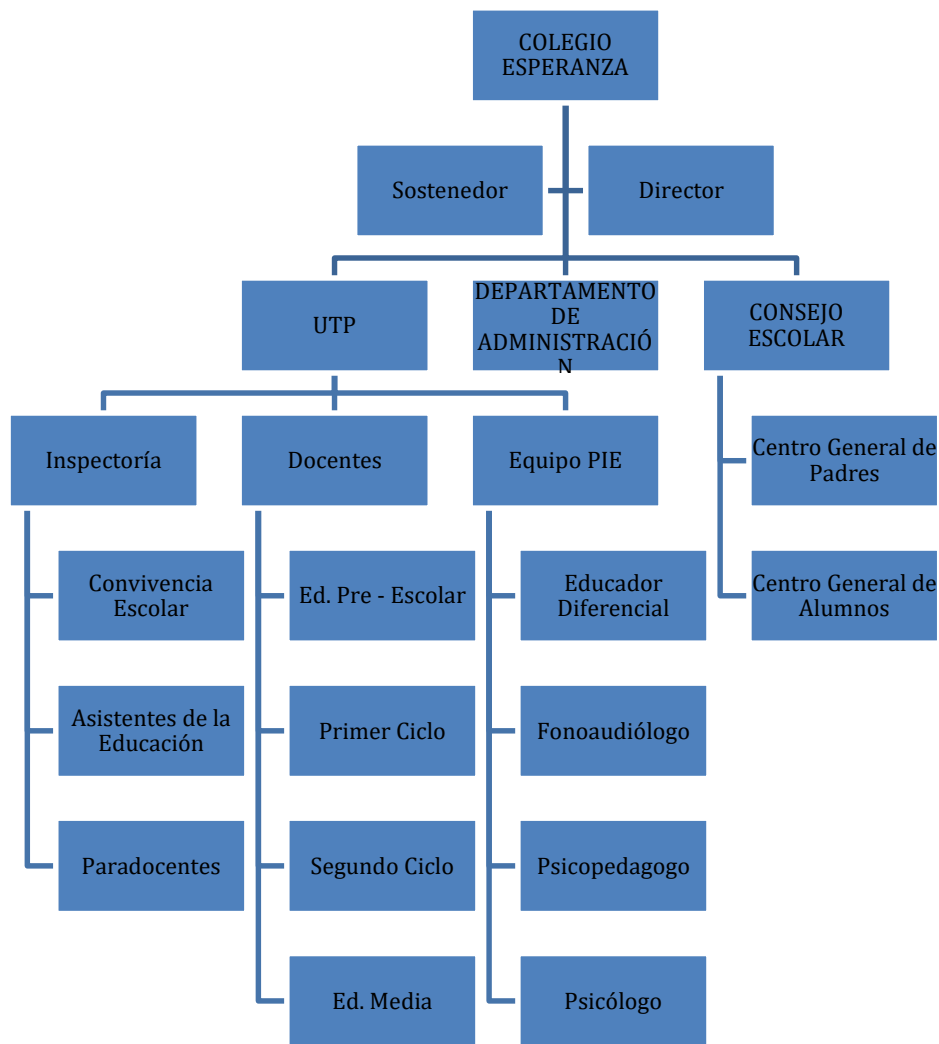 COLEGIO
ESPERANZA
Sostenedor
Director
UTP
DEPARTAMENTO
DE
ADMINISTRACIÓ
N
CONSEJO
ESCOLAR
Inspectoría
Docentes
Equipo PIE
Centro General de
Padres
Convivencia
Escolar
Ed. Pre - Escolar
Educador
Diferencial
Centro General de
Alumnos
Asistentes de la
Educación
Primer Ciclo
Fonoaudiólogo
Paradocentes
Segundo Ciclo
Psicopedagogo
Ed. Media
Psicólogo